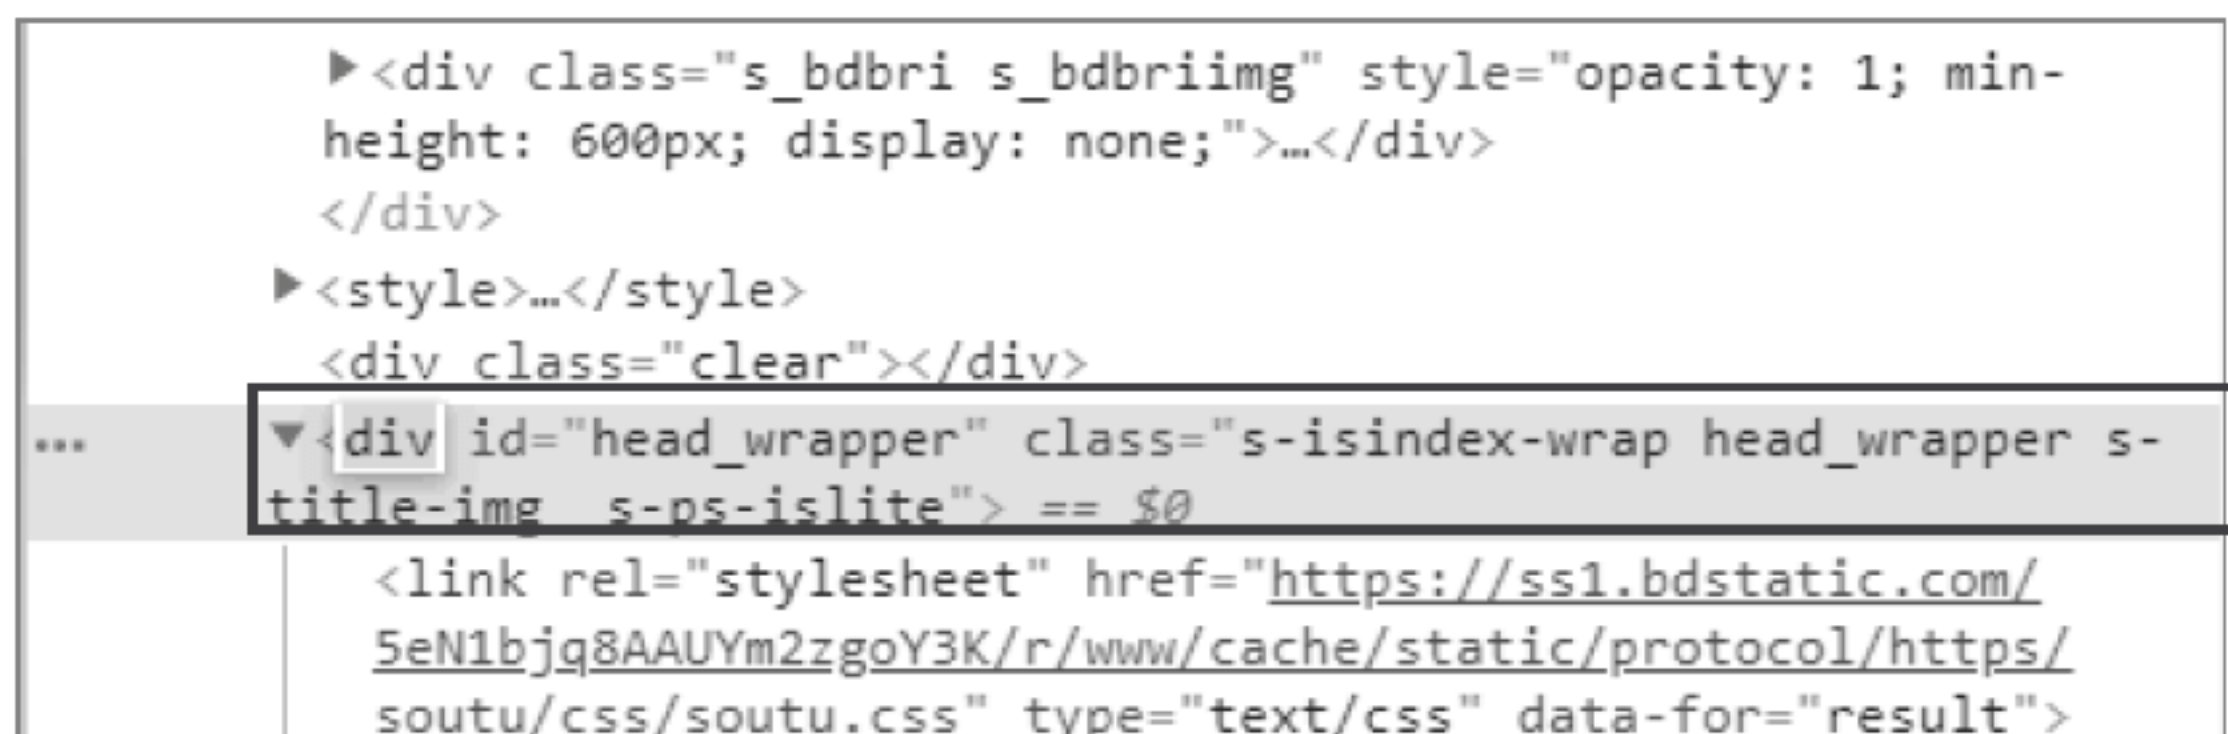 ▶<div class="s_bdbri s_bdbriimg" style="opacity: 1; min-
height: 600px; display: none;">…</div>
</div>
▶<style>…</style>
<div class="clear"></div>
… ▼<div id="head_wrapper" class="s-isindex-wrap head_wrapper s-
title-img  s-ps-islite"> == $0
<link rel="stylesheet" href="https://ss1.bdstatic.com/
5eN1bjq8AAUYm2zgoY3K/r/www/cache/static/protocol/https/
soutu/css/soutu.css" type="text/css" data-for="result">